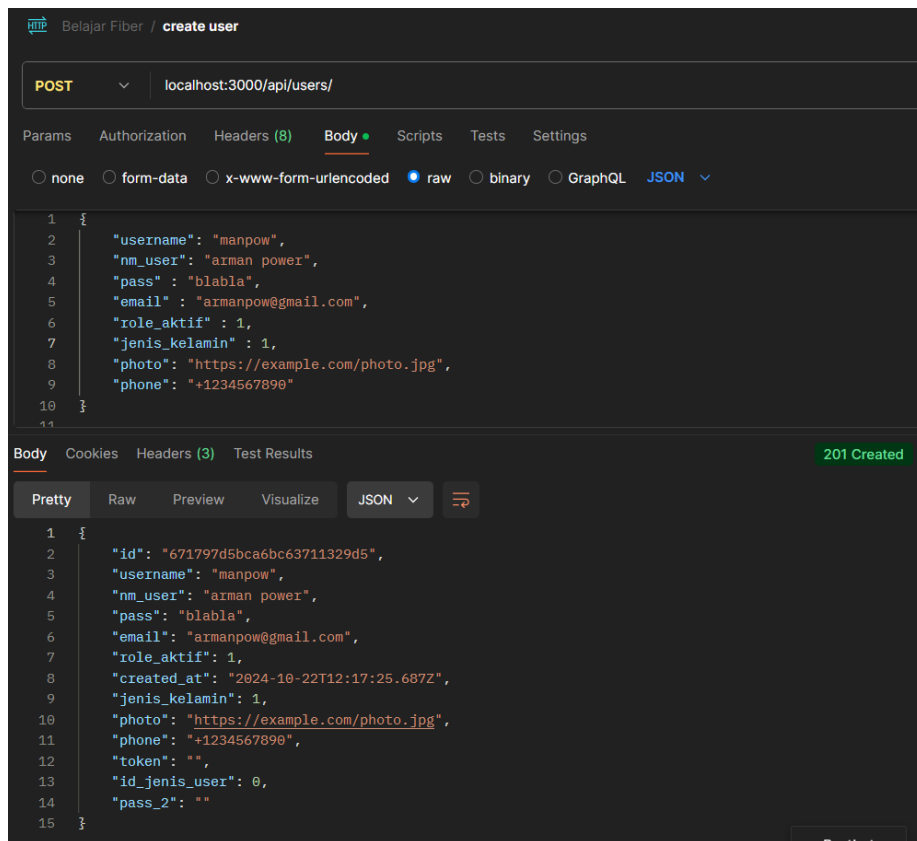 HTTP Belajar Fiber / create user
POST localhost:3000/api/users/
Params Authorization Headers (8) Body Scripts Tests Settings
none form-data x-www-form-urlencoded raw binary GraphQL JSON
1 {
2 "username": "manpow",
3 "nm_user": "arman power",
4 "pass" : "blabla",
5 "email" : "armanpow@gmail.com",
6 "role_aktif" : 1,
7 "jenis_kelamin" : 1,
8 "photo": "https://example.com/photo.jpg",
9 "phone": "+1234567890"
10 }
11
Body Cookies Headers (3) Test Results 201 Created
Pretty Raw Preview Visualize JSON
1 {
2 "id": "671797d5bca6bc63711329d5",
3 "username": "manpow",
4 "nm_user": "arman power",
5 "pass": "blabla",
6 "email": "armanpow@gmail.com",
7 "role_aktif": 1,
8 "created_at": "2024-10-22T12:17:25.687Z",
9 "jenis_kelamin": 1,
10 "photo": "https://example.com/photo.jpg",
11 "phone": "+1234567890",
12 "token": "",
13 "id_jenis_user": 0,
14 "pass_2": ""
15 }